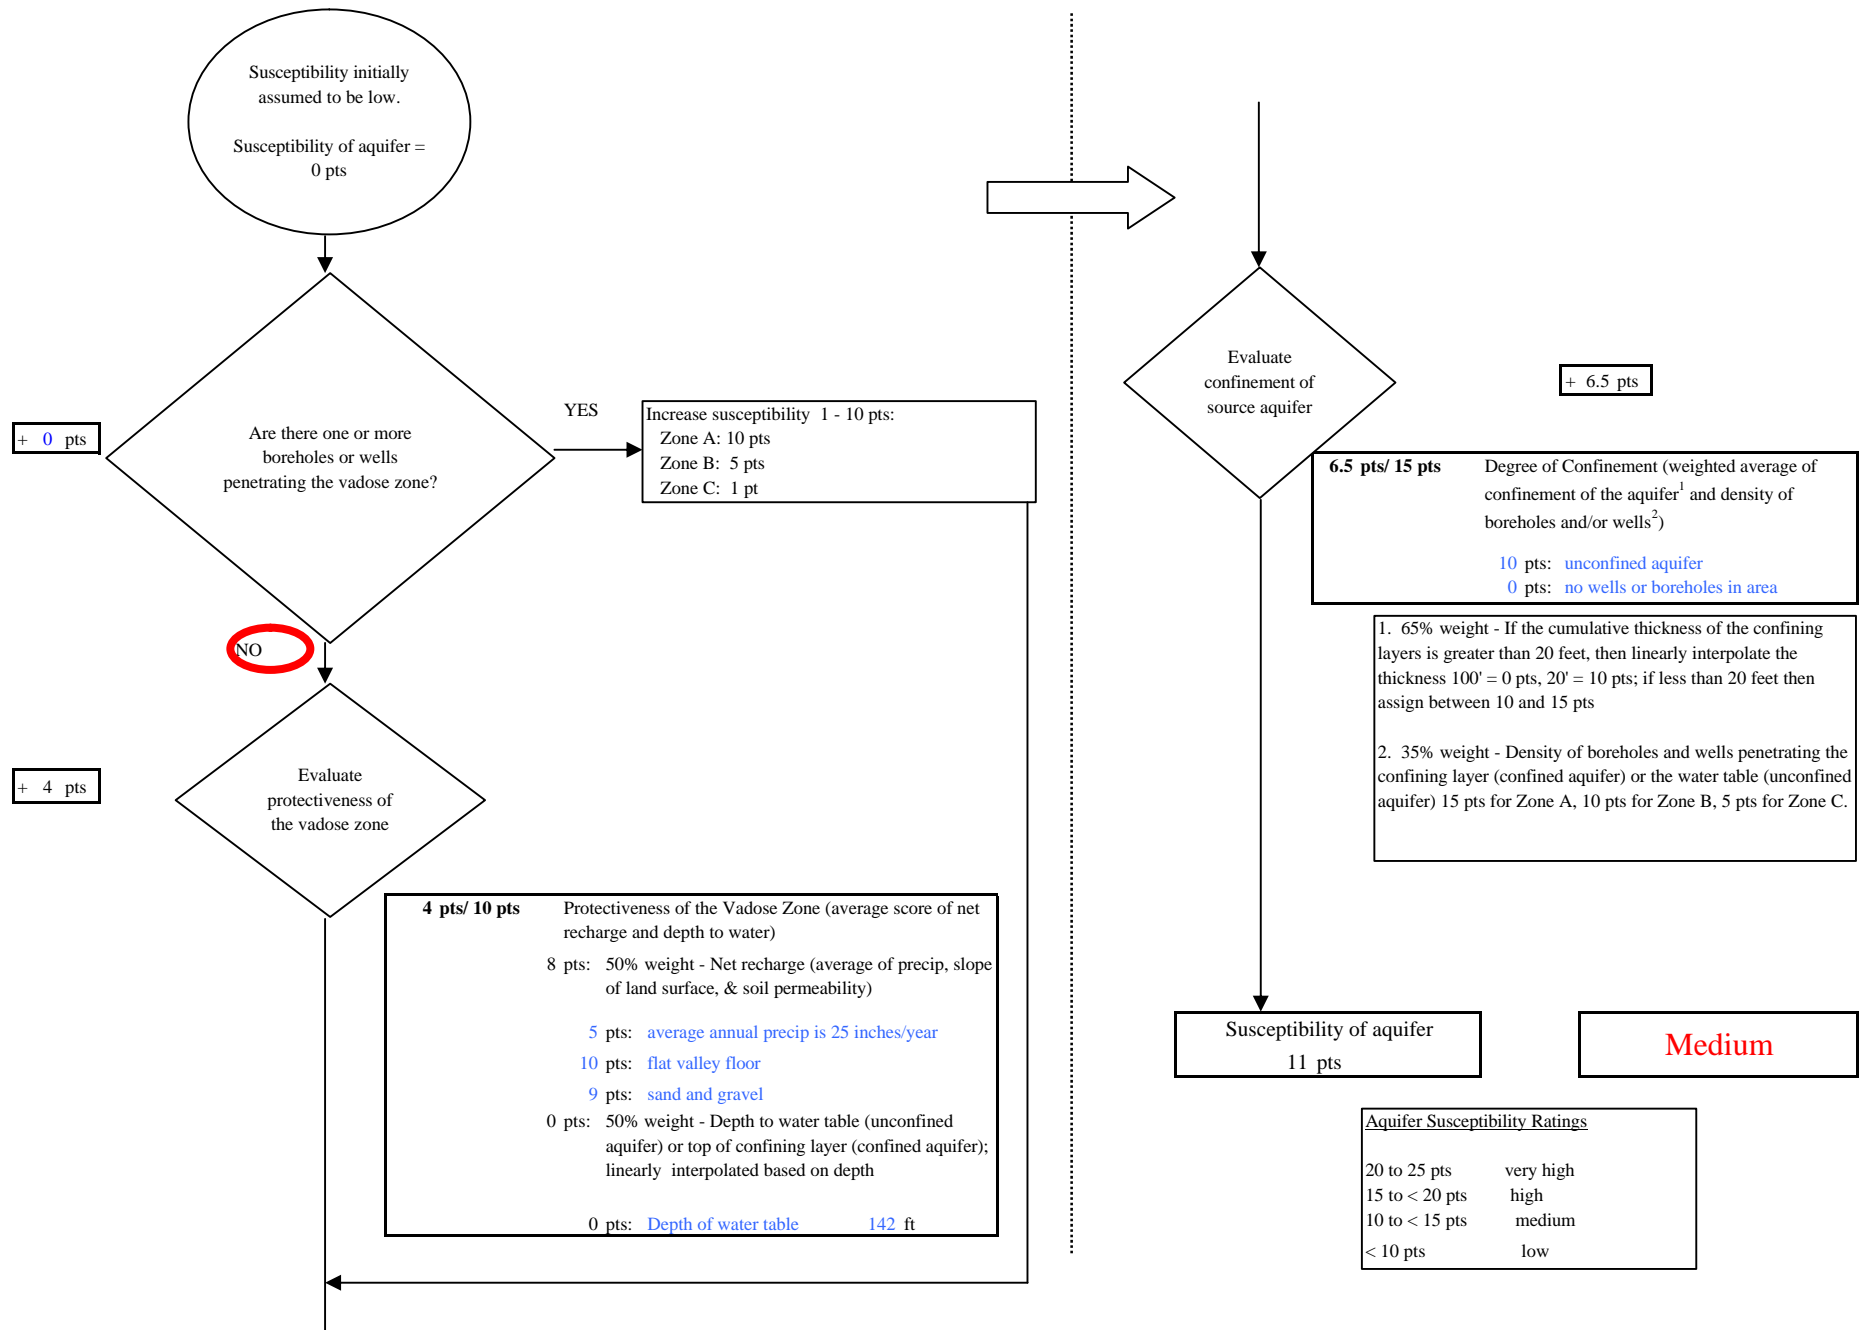 Susceptibility initially
assumed to be low.
Susceptibility of aquifer =
0 pts
+ 0 pts
Are there one or more
boreholes or wells
penetrating the vadose zone?
YES
Increase susceptibility 1 - 10 pts:
Zone A: 10 pts
Zone B: 5 pts
Zone C: 1 pt
NO
+ 4 pts
Evaluate
protectiveness of
the vadose zone
4 pts/ 10 pts Protectiveness of the Vadose Zone (average score of net
recharge and depth to water)
8 pts: 50% weight - Net recharge (average of precip, slope
of land surface, & soil permeability)
5 pts: average annual precip is 25 inches/year
10 pts: flat valley floor
9 pts: sand and gravel
0 pts: 50% weight - Depth to water table (unconfined
aquifer) or top of confining layer (confined aquifer);
linearly interpolated based on depth
0 pts: Depth of water table 142 ft
Evaluate
confinement of
source aquifer
+ 6.5 pts
6.5 pts/ 15 pts Degree of Confinement (weighted average of
confinement of the aquifer1 and density of
boreholes and/or wells2)
10 pts: unconfined aquifer
0 pts: no wells or boreholes in area
1. 65% weight - If the cumulative thickness of the confining
layers is greater than 20 feet, then linearly interpolate the
thickness 100' = 0 pts, 20' = 10 pts; if less than 20 feet then
assign between 10 and 15 pts
2. 35% weight - Density of boreholes and wells penetrating the
confining layer (confined aquifer) or the water table (unconfined
aquifer) 15 pts for Zone A, 10 pts for Zone B, 5 pts for Zone C.
Susceptibility of aquifer
11 pts
Medium
Aquifer Susceptibility Ratings
20 to 25 pts very high
15 to < 20 pts high
10 to < 15 pts medium
< 10 pts low